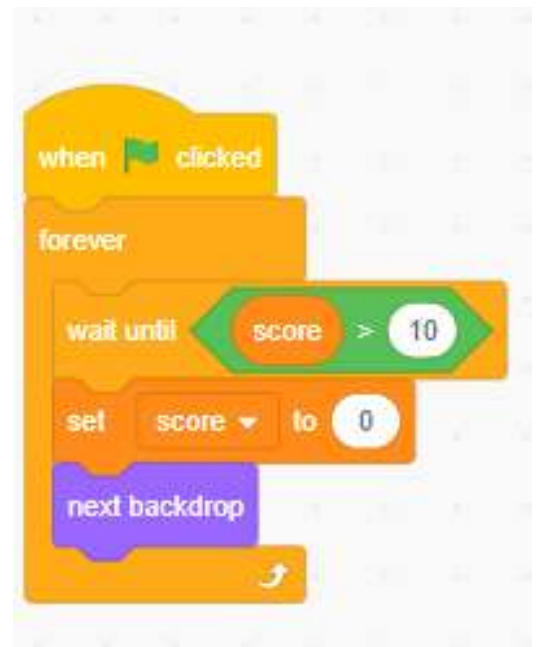 when clicked
forever
wait until score > 10
set score to 0
next backdrop